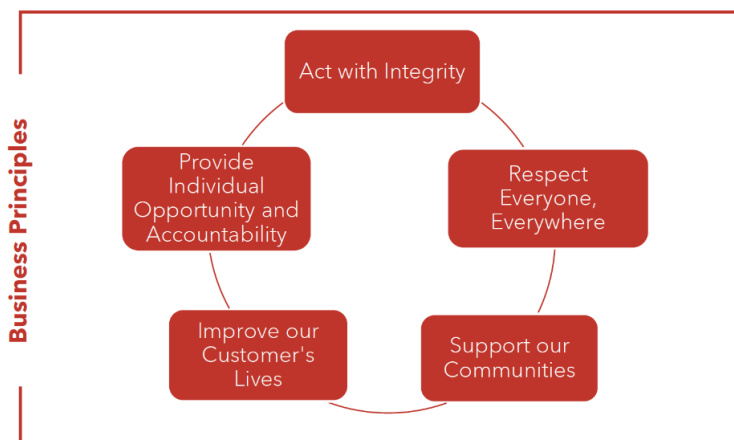 Business Principles
Act with Integrity
Respect
Everyone,
Everywhere
Support our
Communities
Improve our
Customer's
Lives
Provide
Individual
Opportunity and
Accountability